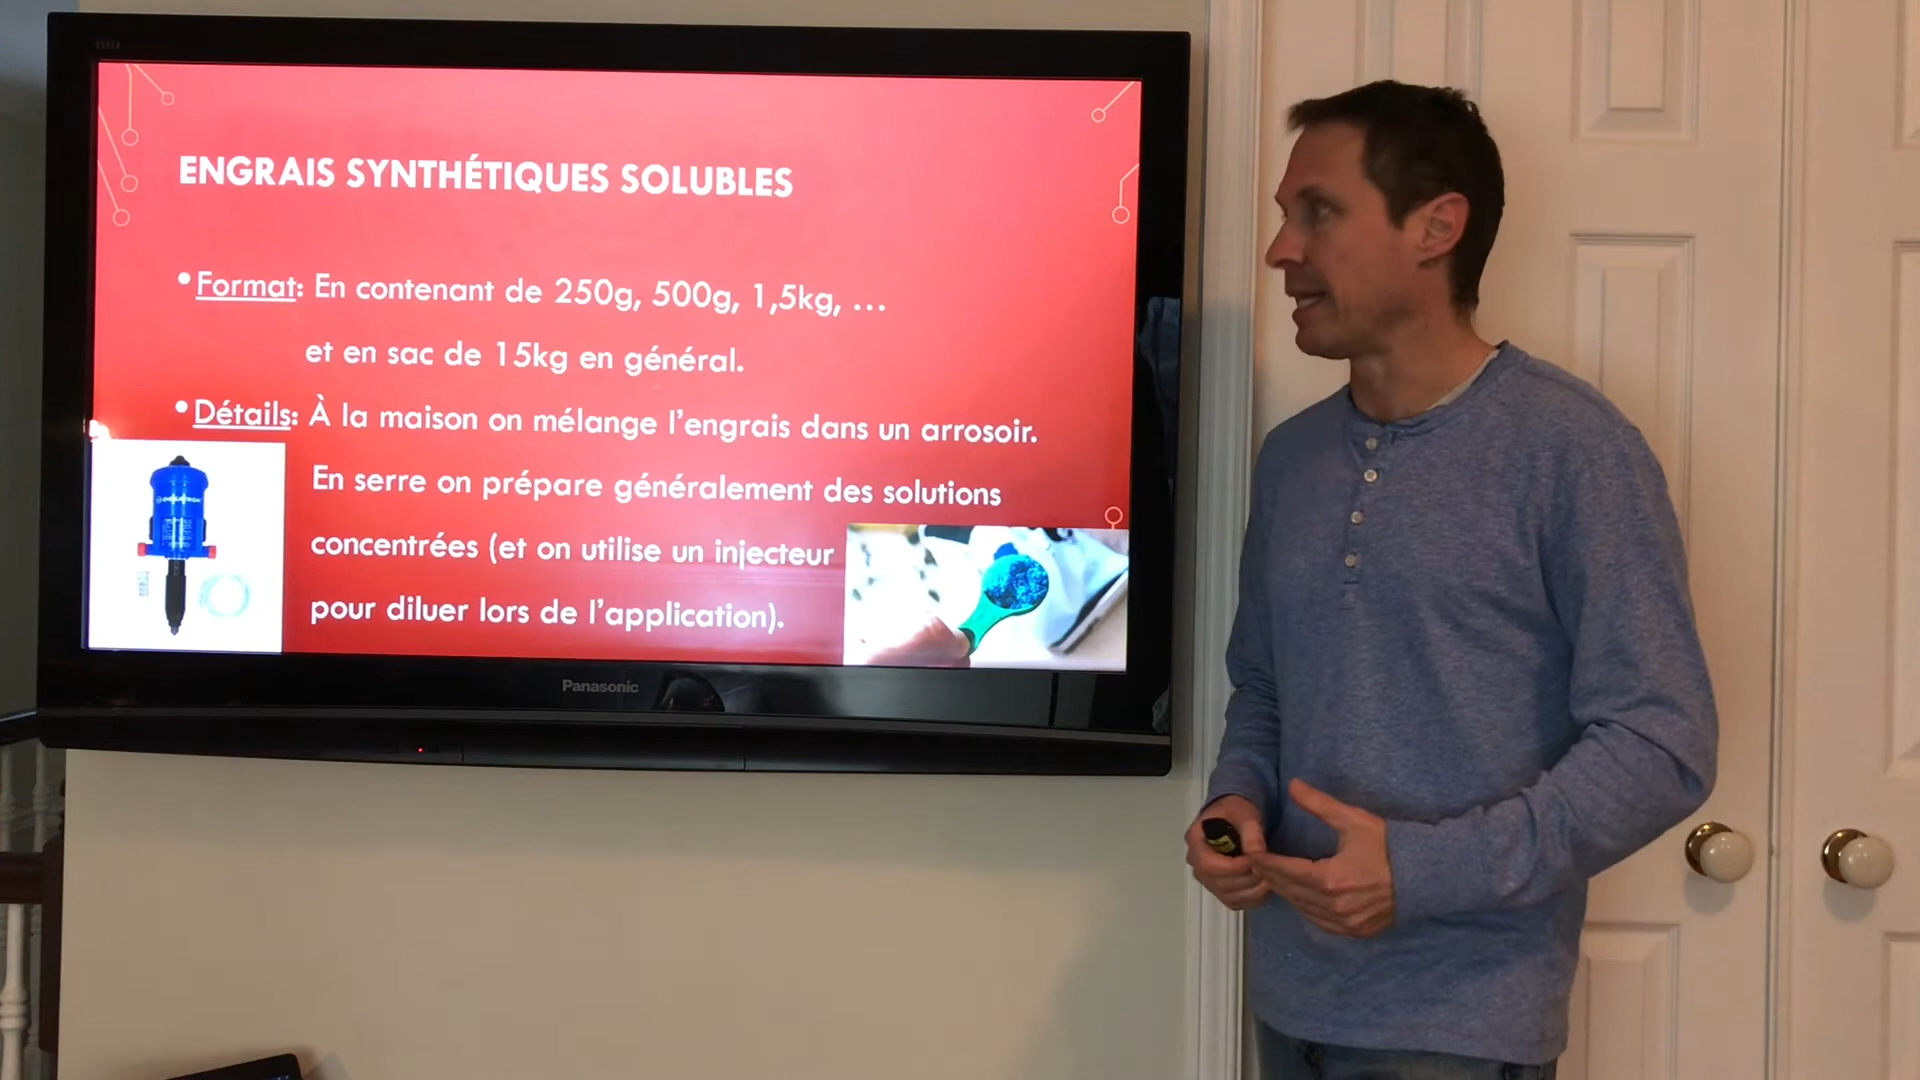 ENGRAIS SYNTHÉTIQUES SOLUBLES
•Format: En contenant de 250g, 500g, 1,5kg, …
et en sac de 15kg en général.
•Détails: À la maison on mélange l’engrais dans un arrosoir.
En serre on prépare généralement des solutions
concentrées (et on utilise un injecteur
pour diluer lors de l’application).
DOSATRON
Panasonic